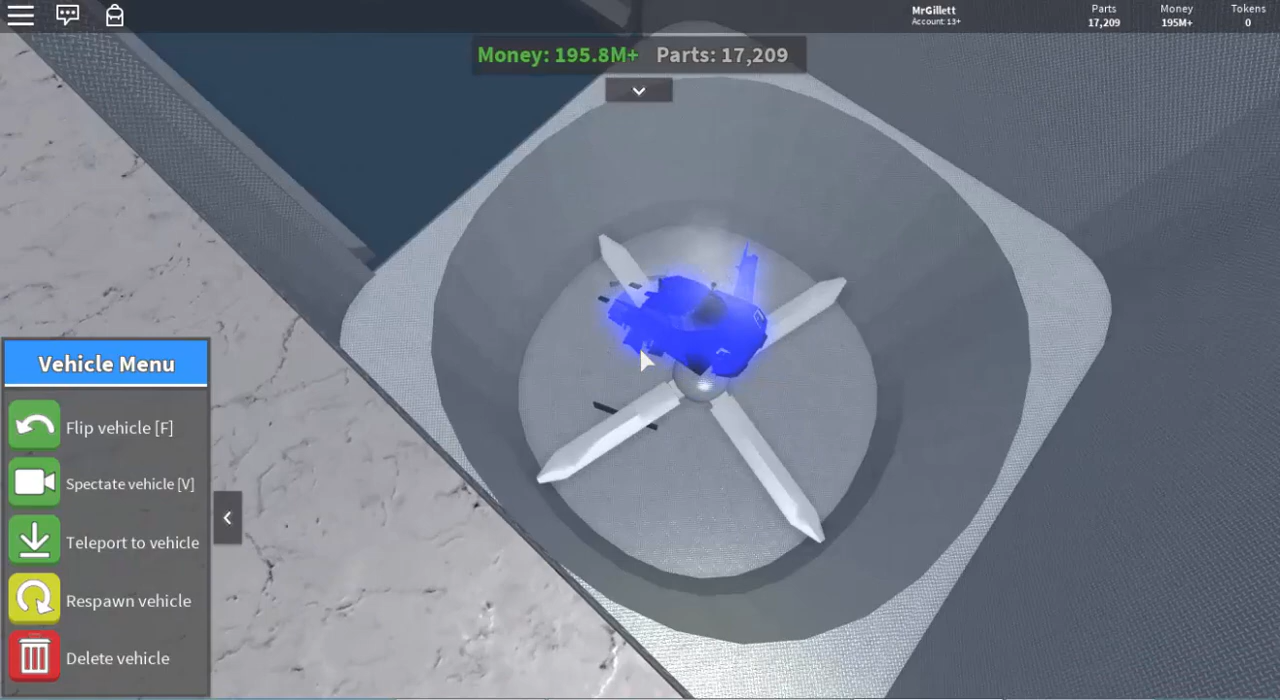 MrGillett
Account: 13+
Parts
17,209
Money
195M+
Tokens
0
Money: 195.8M+ Parts: 17,209
Vehicle Menu
Flip vehicle [F]
Spectate vehicle [V]
Teleport to vehicle
Respawn vehicle
Delete vehicle